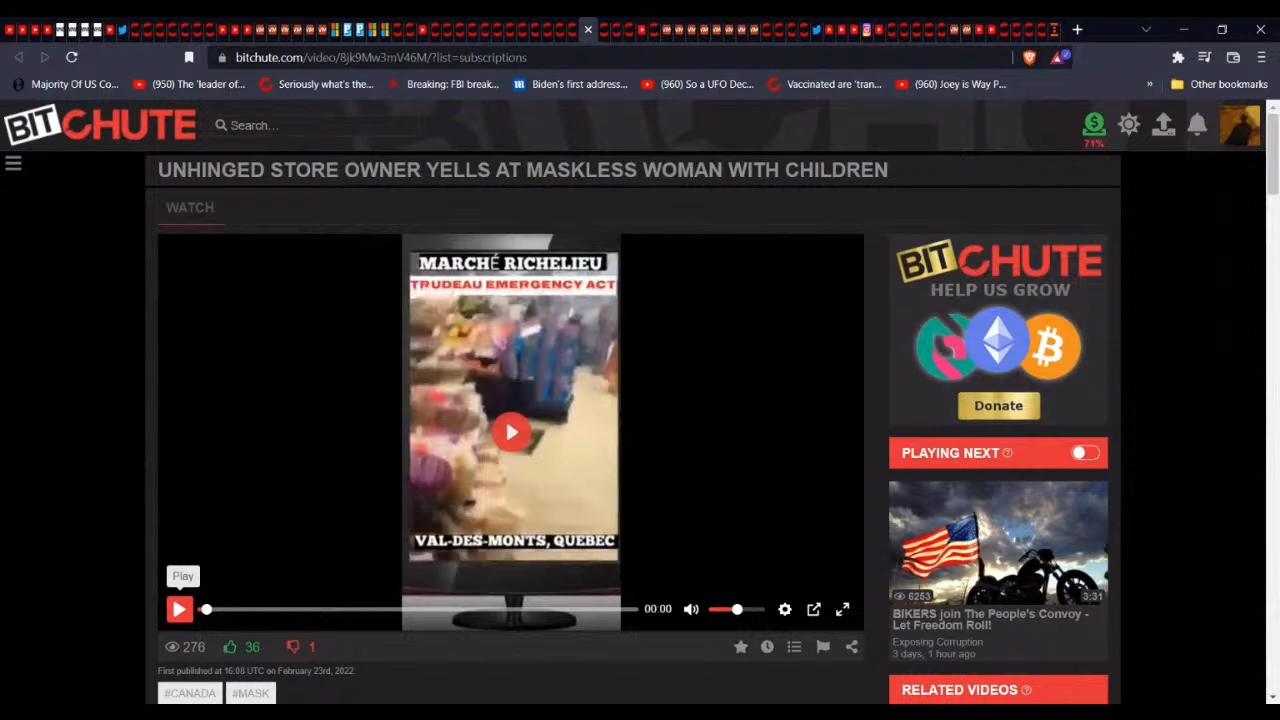 bitchute.com/video/8jk9Mw3mV46M/?list=subscriptions
Majority Of US Co...
(950) The 'leader of...
Seriously what's the...
Breaking: FBI break...
Biden's first address...
(960) So a UFO Dec...
Vaccinated are 'tran...
(960) Joey is Way P...
»
Other bookmarks
BITCHUTE
Search...
71%
UNHINGED STORE OWNER YELLS AT MASKLESS WOMAN WITH CHILDREN
WATCH
MARCHÉ RICHELIEU
TRUDEAU EMERGENCY ACT
VAL-DES-MONTS, QUEBEC
Play
00:00
276
36
1
First published at 16:08 UTC on February 23rd, 2022.
#CANADA
#MASK
BITCHUTE
HELP US GROW
Donate
PLAYING NEXT
6253
3:31
BIKERS join The People's Convoy -
Let Freedom Roll!
Exposing Corruption
3 days, 1 hour ago
RELATED VIDEOS